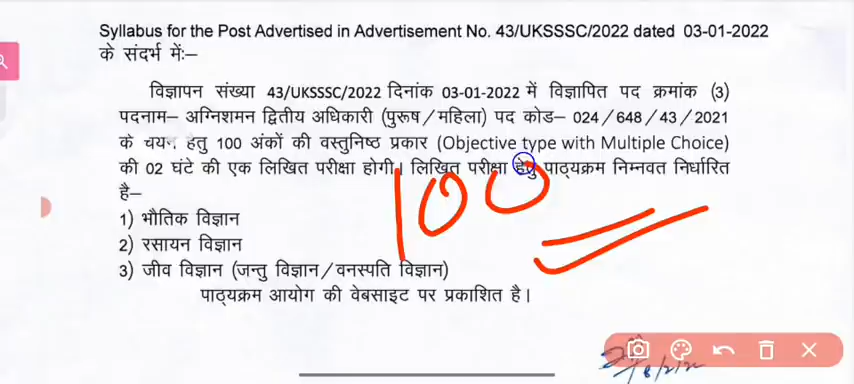 Syllabus for the Post Advertised in Advertisement No. 43/UKSSSC/2022 dated 03-01-2022
के संदर्भ में:–
विज्ञापन संख्या 43/UKSSSC/2022 दिनांक 03-01-2022 में विज्ञापित पद क्रमांक (3)
पदनाम– अग्निशमन द्वितीय अधिकारी (पुरूष/महिला) पद कोड– 024/648/43/2021
के चयन हेतु 100 अंकों की वस्तुनिष्ठ प्रकार (Objective type with Multiple Choice)
की 02 घंटे की एक लिखित परीक्षा होगी। लिखित परीक्षा हेतु पाठ्यक्रम निम्नवत निर्धारित
है–
100
1) भौतिक विज्ञान
2) रसायन विज्ञान
3) जीव विज्ञान (जन्तु विज्ञान/वनस्पति विज्ञान)
पाठ्यक्रम आयोग की वेबसाइट पर प्रकाशित है।